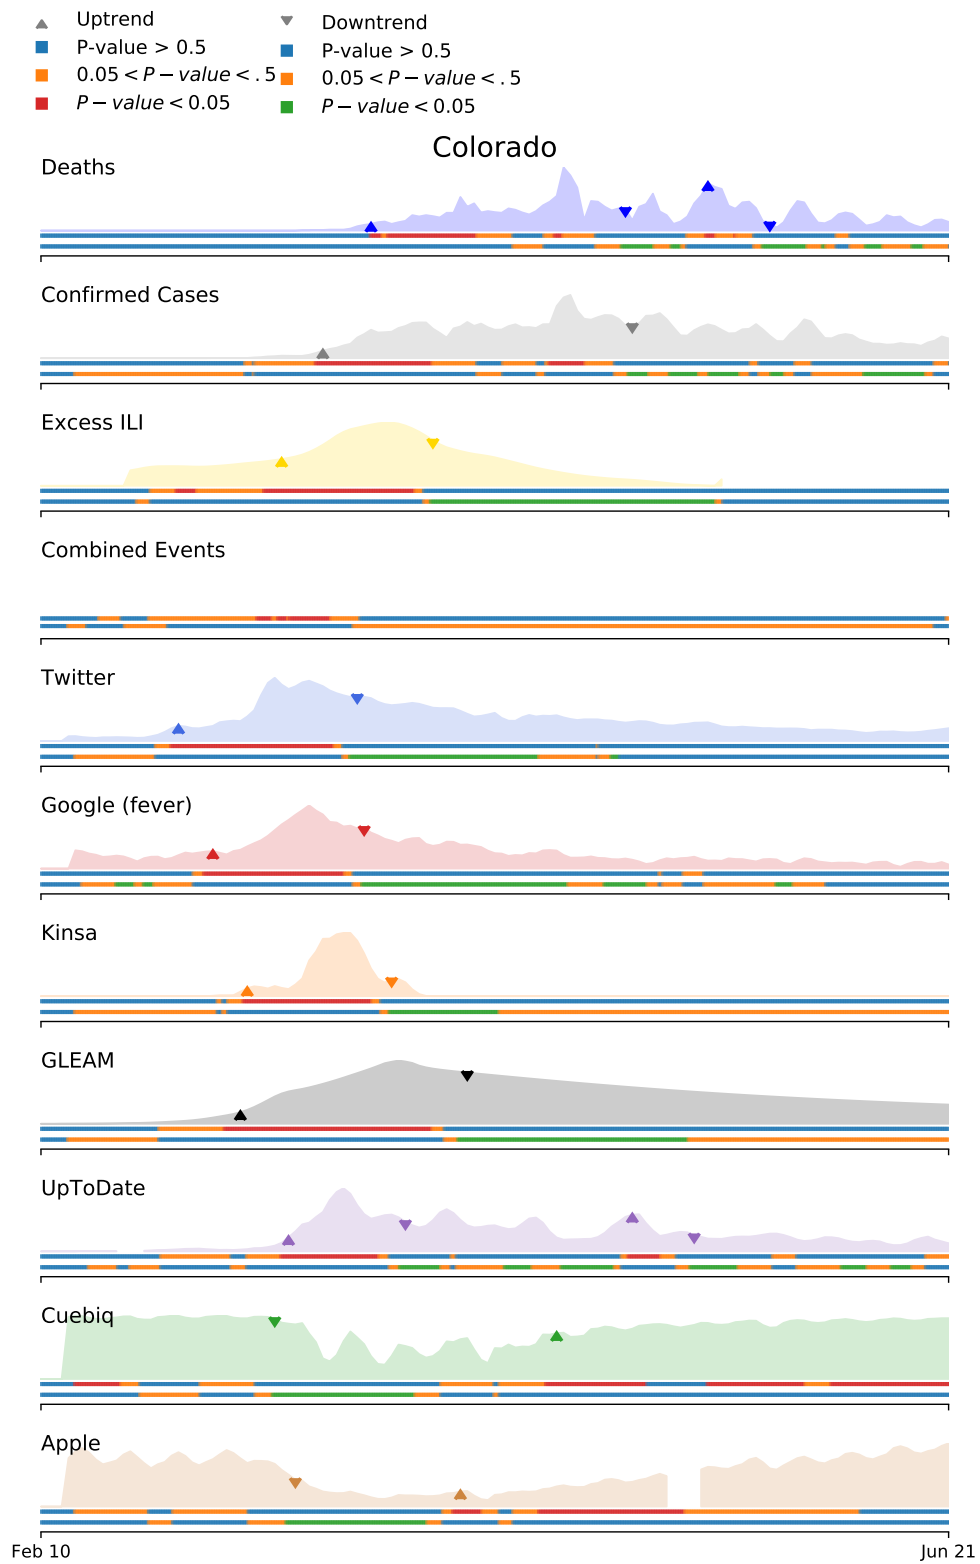 Uptrend
P-value > 0.5
0.05 < P − value < .5
P − value < 0.05
Downtrend
P-value > 0.5
0.05 < P − value < .5
P − value < 0.05
Colorado
Deaths
Confirmed Cases
Excess ILI
Combined Events
Twitter
Google (fever)
Kinsa
GLEAM
UpToDate
Cuebiq
Apple
Feb 10
Jun 21